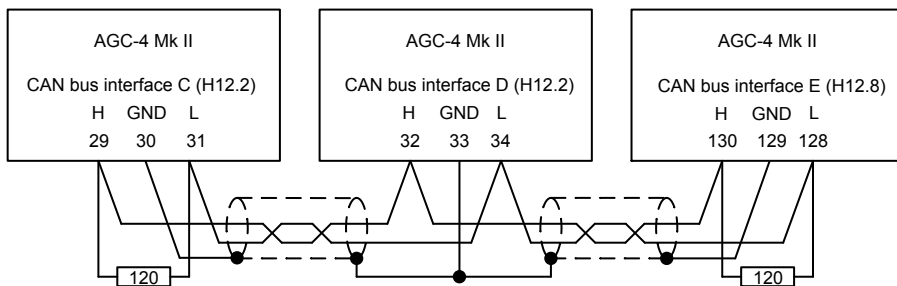 AGC-4 Mk II
CAN bus interface C (H12.2)
H GND L
29 30 31
120
AGC-4 Mk II
CAN bus interface D (H12.2)
H GND L
32 33 34
AGC-4 Mk II
CAN bus interface E (H12.8)
H GND L
130 129 128
120